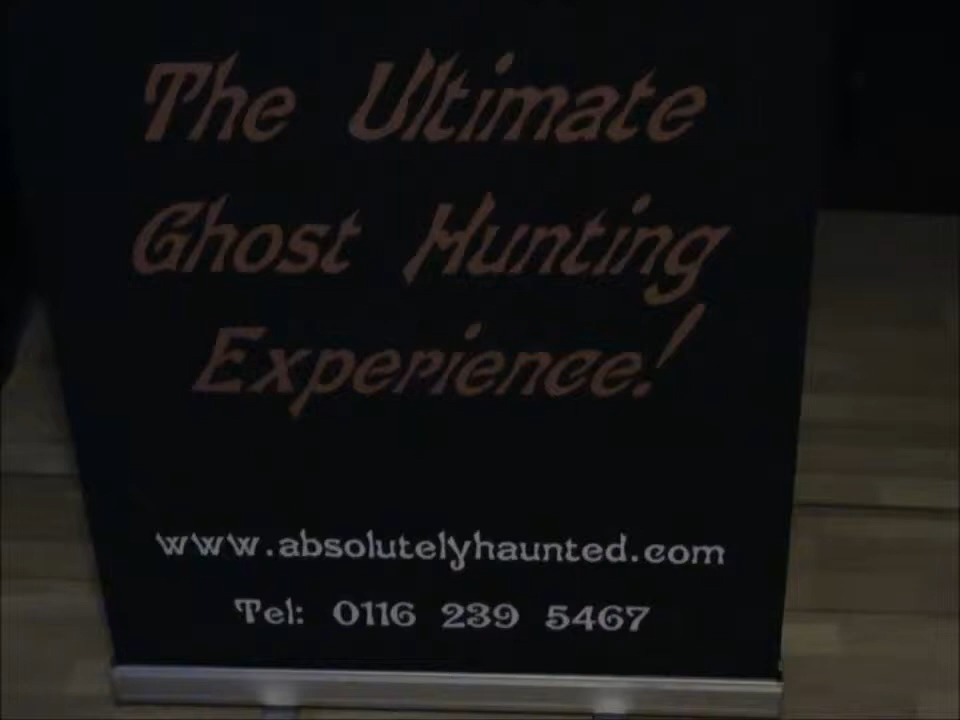 The Ultimate
Ghost Hunting
Experience!
www.absolutelyhaunted.com
Tel: 0116 239 5467